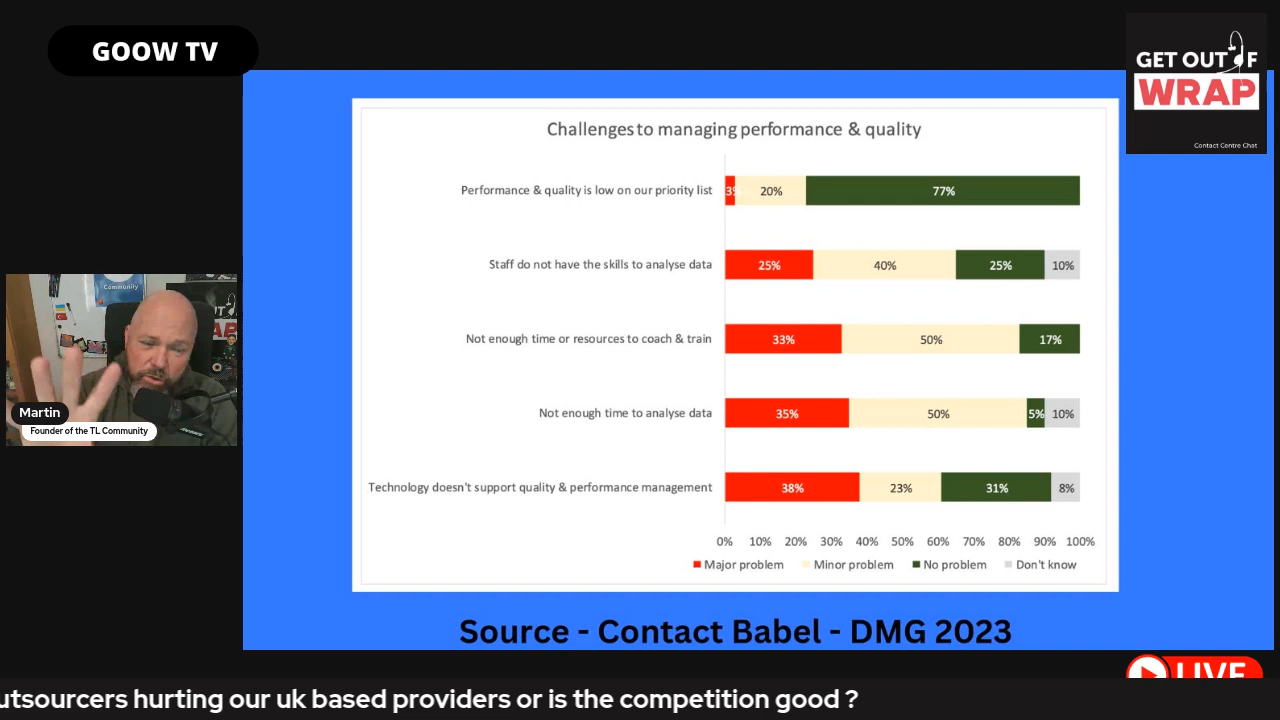 GOOW TV
GET OUT OF
WRAP
Contact Centre Chat
Challenges to managing performance & quality
Performance & quality is low on our priority list
3%
20%
77%
Staff do not have the skills to analyse data
25%
40%
25%
10%
Not enough time or resources to coach & train
33%
50%
17%
Not enough time to analyse data
35%
50%
5%
10%
Technology doesn't support quality & performance management
38%
23%
31%
8%
0% 10% 20% 30% 40% 50% 60% 70% 80% 90% 100%
Major problem Minor problem No problem Don't know
Source - Contact Babel - DMG 2023
Community
Martin
Founder of the TL Community
LIVE
utsourcers hurting our uk based providers or is the competition good ?